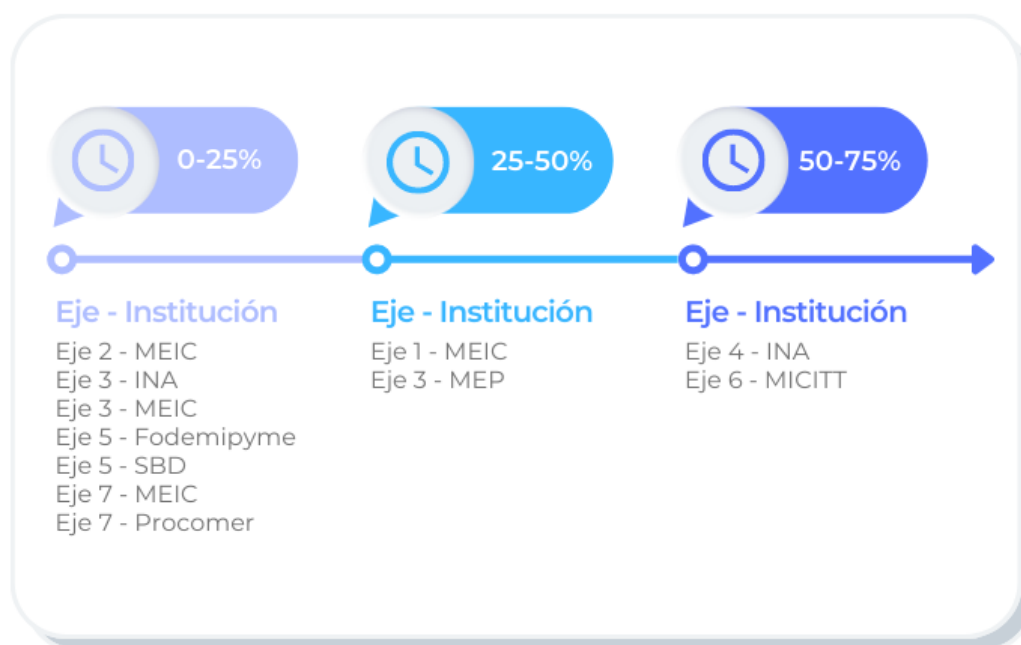 0-25%
25-50%
50-75%
Eje - Institución
Eje 2 - MEIC
Eje 3 - INA
Eje 3 - MEIC
Eje 5 - Fodemipyme
Eje 5 - SBD
Eje 7 - MEIC
Eje 7 - Procomer
Eje - Institución
Eje 1 - MEIC
Eje 3 - MEP
Eje - Institución
Eje 4 - INA
Eje 6 - MICITT